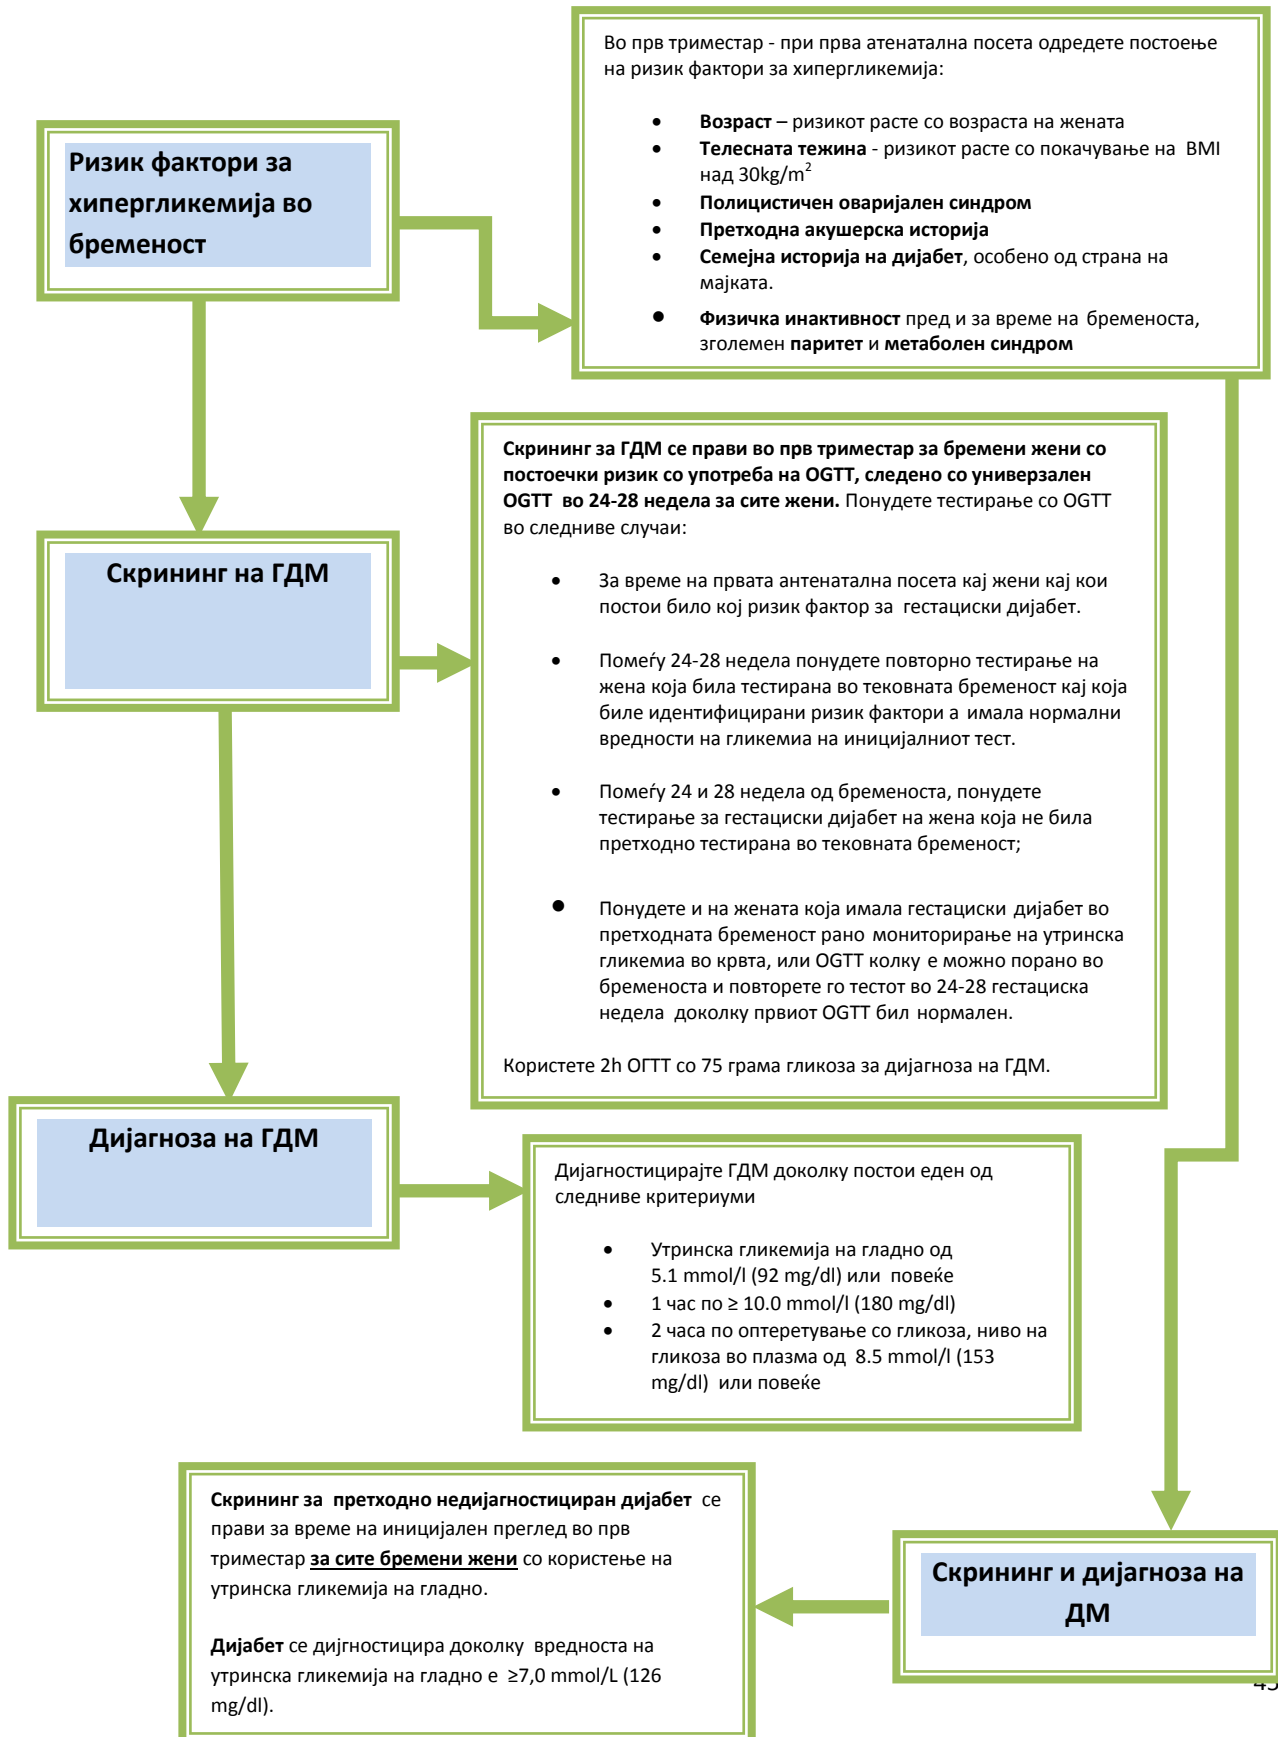 Во прв триместар - при прва атенатална посета одредете постоење
на ризик фактори за хипергликемија:
• Возраст – ризикот расте со возраста на жената
• Телесната тежина - ризикот расте со покачување на BMI
над 30kg/m²
• Полицистичен оваријален синдром
• Претходна акушерска историја
• Семејна историја на дијабет, особено од страна на
мајката.
• Физичка инактивност пред и за време на бременоста,
зголемен паритет и метаболен синдром
Ризик фактори за
хипергликемија во
бременост
Скрининг за ГДМ се прави во прв триместар за бремени жени со
постоечки ризик со употреба на OGTT, следено со универзален
OGTT во 24-28 недела за сите жени. Понудете тестирање со OGTT
во следниве случаи:
• За време на првата антенатална посета кај жени кај кои
постои било кој ризик фактор за гестациски дијабет.
• Помеѓу 24-28 недела понудете повторно тестирање на
жена која била тестирана во тековната бременост кај која
биле идентифицирани ризик фактори а имала нормални
вредности на гликемиа на иницијалниот тест.
• Помеѓу 24 и 28 недела од бременоста, понудете
тестирање за гестациски дијабет на жена која не била
претходно тестирана во тековната бременост;
• Понудете и на жената која имала гестациски дијабет во
претходната бременост рано мониторирање на утринска
гликемиа во крвта, или OGTT колку е можно порано во
бременоста и повторете го тестот во 24-28 гестациска
недела доколку првиот OGTT бил нормален.
Користете 2h ОГТТ со 75 грама гликоза за дијагноза на ГДМ.
Скрининг на ГДМ
Дијагноза на ГДМ
Дијагностицирајте ГДМ доколку постои еден од
следниве критериуми
• Утринска гликемија на гладно од
5.1 mmol/l (92 mg/dl) или повеќе
• 1 час по ≥ 10.0 mmol/l (180 mg/dl)
• 2 часа по оптеретување со гликоза, ниво на
гликоза во плазма од 8.5 mmol/l (153
mg/dl) или повеќе
Скрининг за претходно недијагностициран дијабет се
прави за време на иницијален преглед во прв
триместар за сите бремени жени со користење на
утринска гликемија на гладно.
Дијабет се дијгностицира доколку вредноста на
утринска гликемија на гладно е ≥7,0 mmol/L (126
mg/dl).
Скрининг и дијагноза на
ДМ